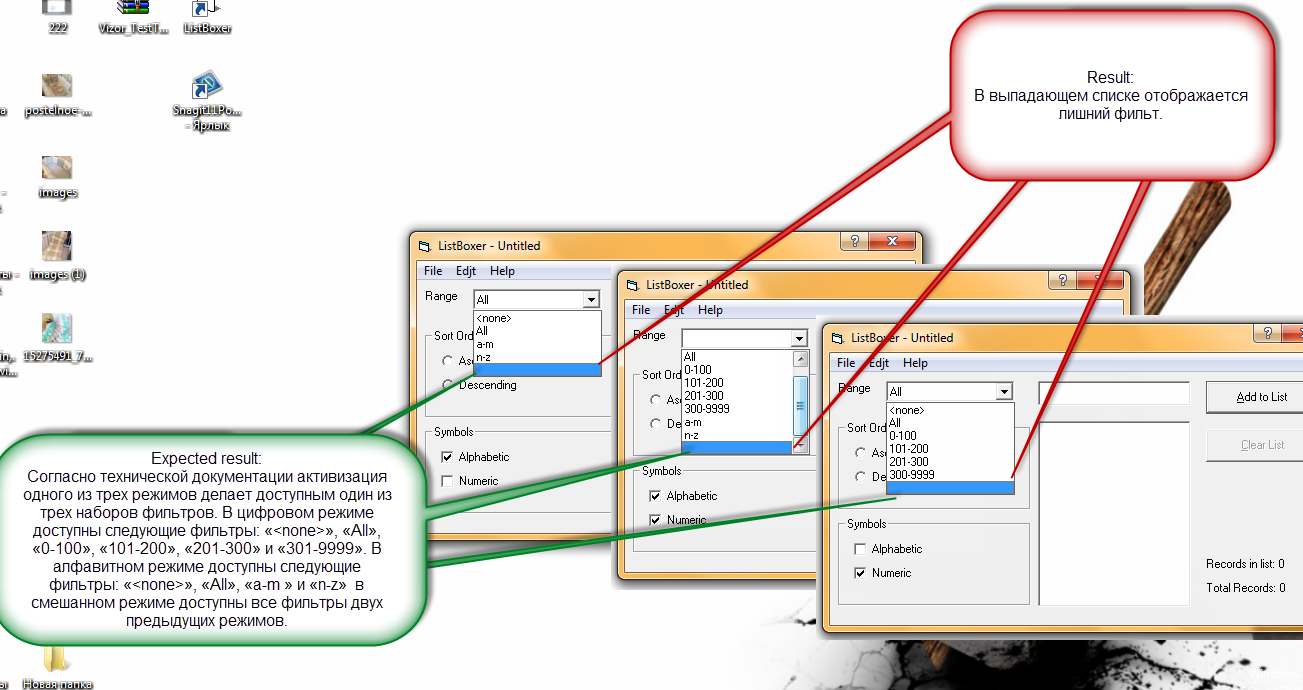 222
Vizor_TestT...
ListBoxer
postelnoe-...
Snagit11Po...
- Ярлык
images
images (1)
15275491_7...
Новая папка
Result:
В выпадающем списке отображается
лишний фильт.
ListBoxer - Untitled
File Edit Help
Range
All
<none>
All
a-m
n-z
Sort Ord
Asc
Descending
Symbols
Alphabetic
Numeric
ListBoxer - Untitled
File Edit Help
Range
All
0-100
101-200
201-300
300-9999
a-m
n-z
Sort Ord
As
De
Symbols
Alphabetic
Numeric
ListBoxer - Untitled
File Edit Help
Range
All
<none>
All
0-100
101-200
201-300
300-9999
Sort Ord
As
De
Symbols
Alphabetic
Numeric
Add to List
Clear List
Records in list: 0
Total Records: 0
Expected result:
Согласно технической документации активизация
одного из трех режимов делает доступным один из
трех наборов фильтров. В цифровом режиме
доступны следующие фильтры: «<none>», «All»,
«0-100», «101-200», «201-300» и «301-9999». В
алфавитном режиме доступны следующие
фильтры: «<none>», «All», «a-m » и «n-z» в
смешанном режиме доступны все фильтры двух
предыдущих режимов.